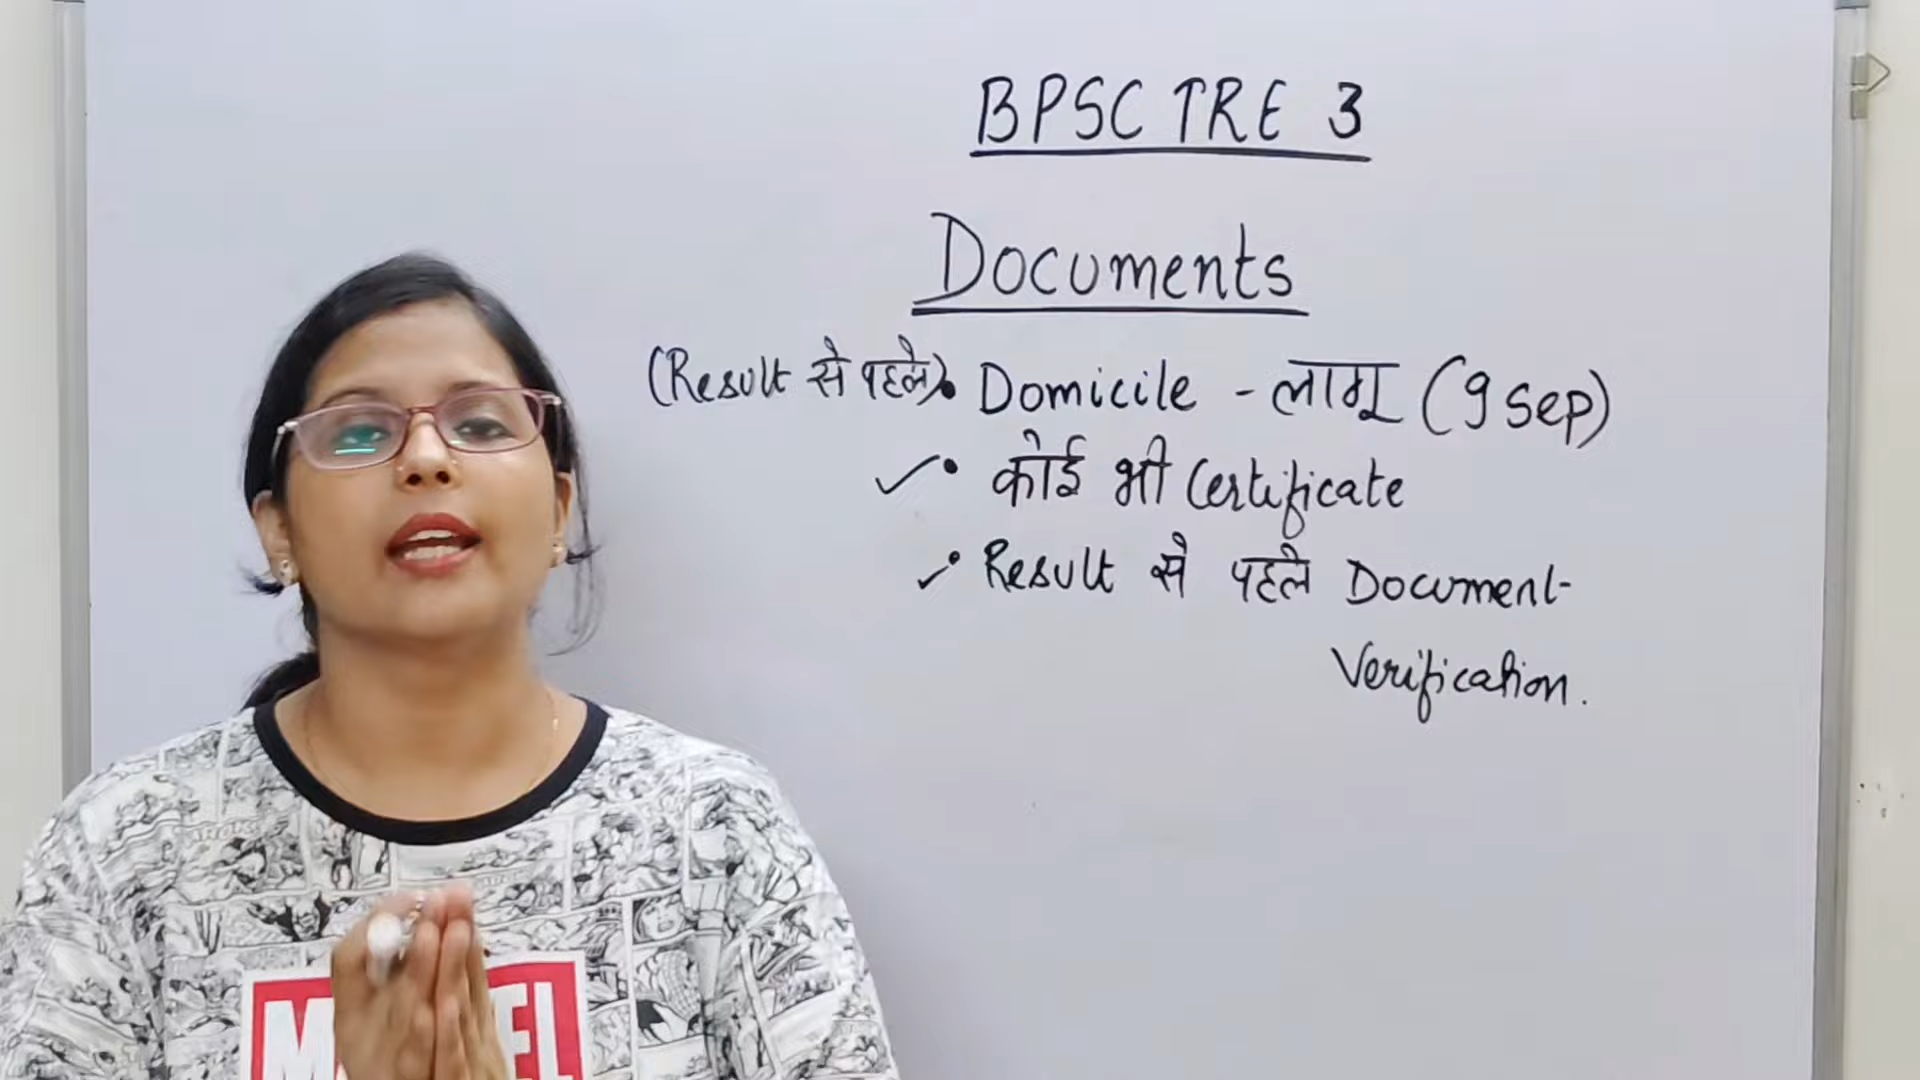 BPSC TRE 3
Documents
(Result से पहले). Domicile - लागू (9 Sep)
✓ • कोई भी Certificate
✓ • Result से पहले Document-
Verification.